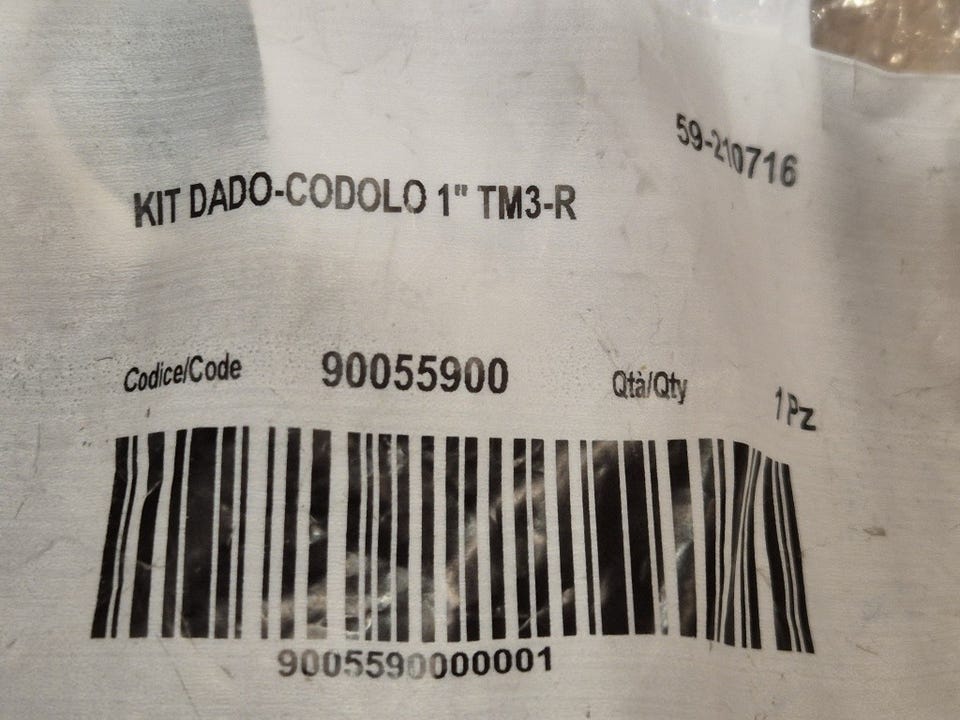 59-210716
KIT DADO-CODOLO 1" TM3-R
Codice/Code 90055900 Qtà/Qty 1Pz
9005590000001